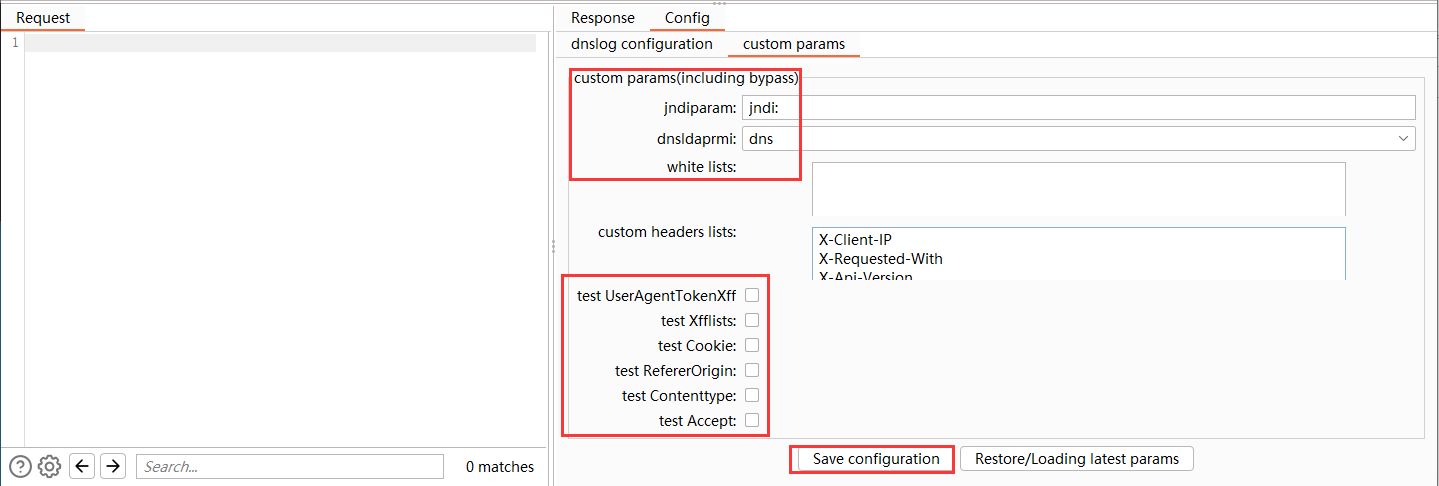 Request
1
Search...
0 matches
Response
Config
dnslog configuration
custom params
custom params(including bypass)
jndiparam:
jndi:
dnsldaprmi:
dns
white lists:
custom headers lists:
X-Client-IP
X-Requested-With
X-Api-Version
test UserAgentTokenXff
test Xfflists:
test Cookie:
test RefererOrigin:
test Contenttype:
test Accept:
Save configuration
Restore/Loading latest params